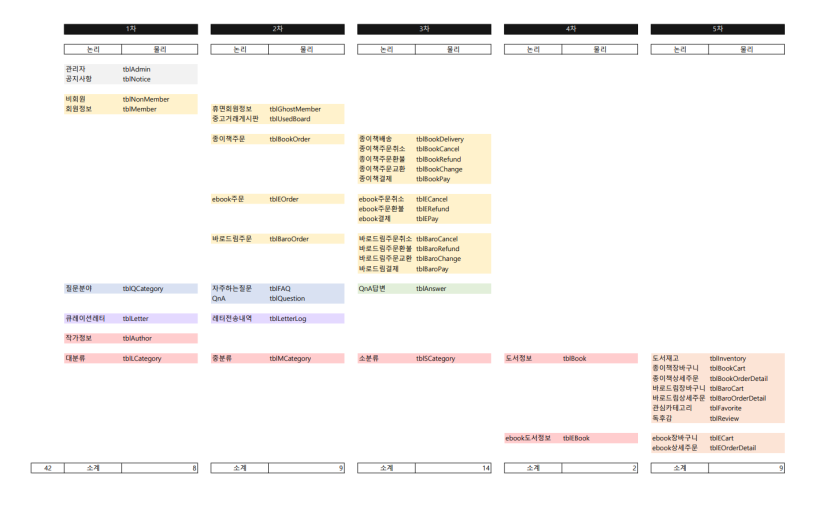 1차 2차 3차 4차 5차
논리 물리 논리 물리 논리 물리 논리 물리 논리 물리
관리자 tblAdmin
공지사항 tblNotice
비회원 tblNonMember
회원정보 tblMember 휴면회원정보 tblGhostMember
중고거래게시판 tblUsedBoard
종이책주문 tblBookOrder 종이책배송 tblBookDelivery
종이책주문취소 tblBookCancel
종이책주문환불 tblBookRefund
종이책주문교환 tblBookChange
종이책결제 tblBookPay
ebook주문 tblEOrder ebook주문취소 tblECancel
ebook주문환불 tblERefund
ebook결제 tblEPay
바로드림주문 tblBaroOrder 바로드림주문취소 tblBaroCancel
바로드림주문환불 tblBaroRefund
바로드림주문교환 tblBaroChange
바로드림결제 tblBaroPay
질문분야 tblQCategory 자주하는질문 tblFAQ QnA답변 tblAnswer
QnA tblQuestion
큐레이션레터 tblLetter 레터전송내역 tblLetterLog
작가정보 tblAuthor
대분류 tblLCategory 중분류 tblMCategory 소분류 tblSCategory 도서정보 tblBook 도서재고 tblInventory
종이책장바구니 tblBookCart
종이책상세주문 tblBookOrderDetail
바로드림장바구니 tblBaroCart
바로드림상세주문 tblBaroOrderDetail
관심카테고리 tblFavorite
독후감 tblReview
ebook도서정보 tblEBook ebook장바구니 tblECart
ebook상세주문 tblEOrderDetail
42 소계 8 소계 9 소계 14 소계 2 소계 9